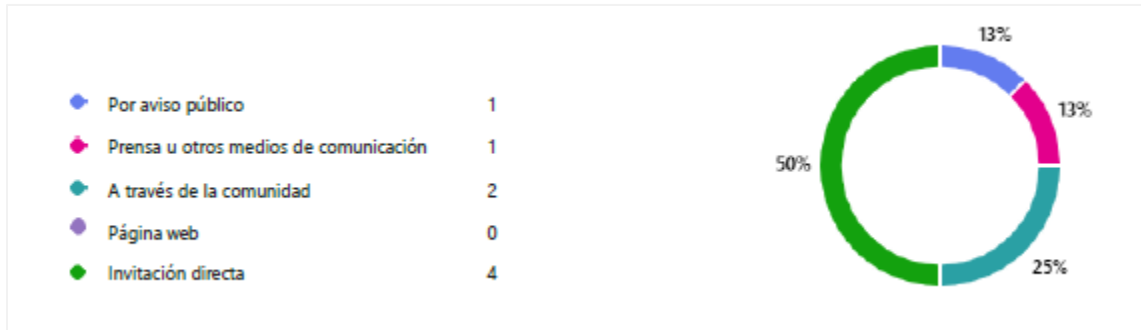 Por aviso público 1
Prensa u otros medios de comunicación 1
A través de la comunidad 2
Página web 0
Invitación directa 4
13%
13%
50%
25%